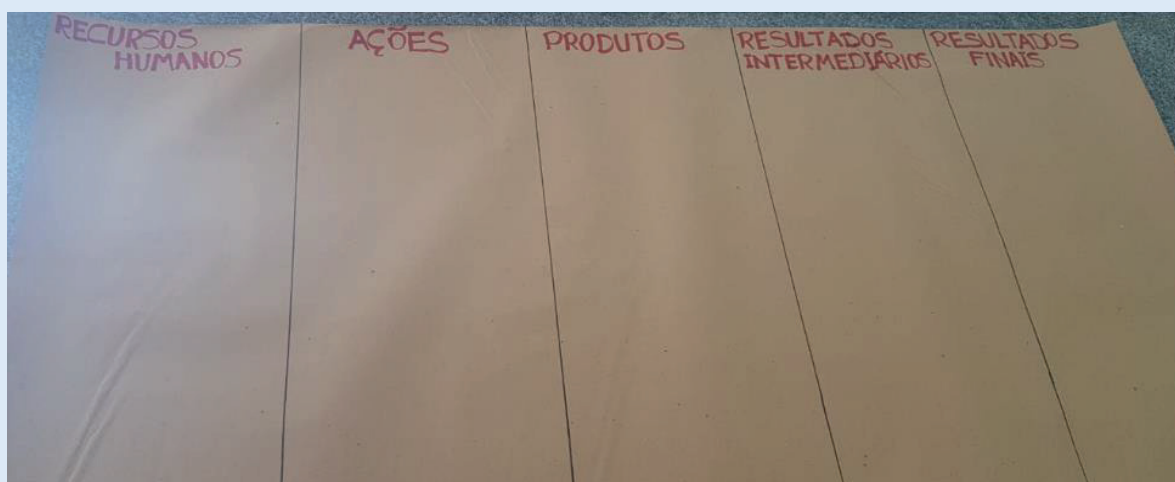 RECURSOS
HUMANOS
AÇÕES
PRODUTOS
RESULTADOS
INTERMEDIÁRIOS
RESULTADOS
FINAIS